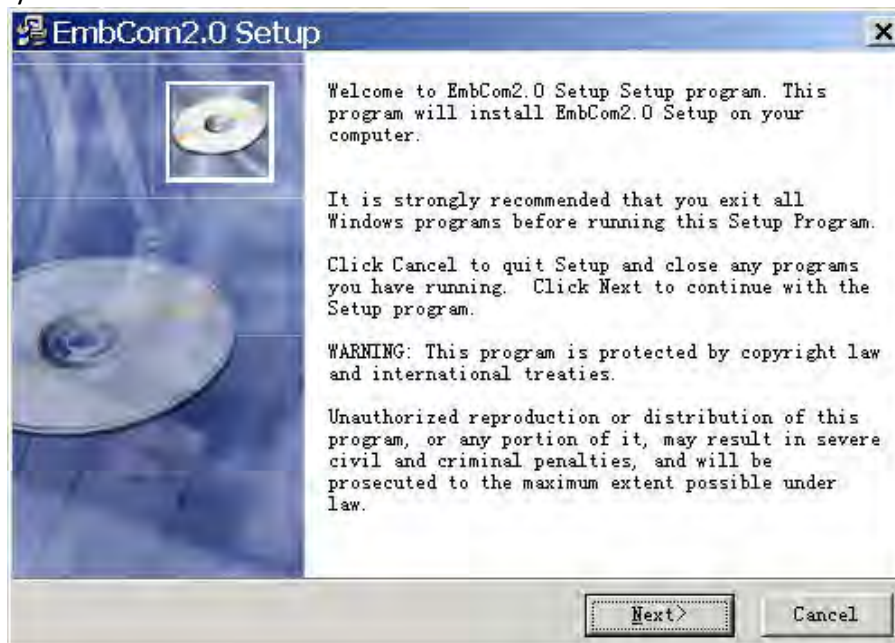 EmbCom2.0 Setup
Welcome to EmbCom2.0 Setup Setup program. This
program will install EmbCom2.0 Setup on your
computer.
It is strongly recommended that you exit all
Windows programs before running this Setup Program.
Click Cancel to quit Setup and close any programs
you have running. Click Next to continue with the
Setup program.
WARNING: This program is protected by copyright law
and international treaties.
Unauthorized reproduction or distribution of this
program, or any portion of it, may result in severe
civil and criminal penalties, and will be
prosecuted to the maximum extent possible under
law.
Next> Cancel